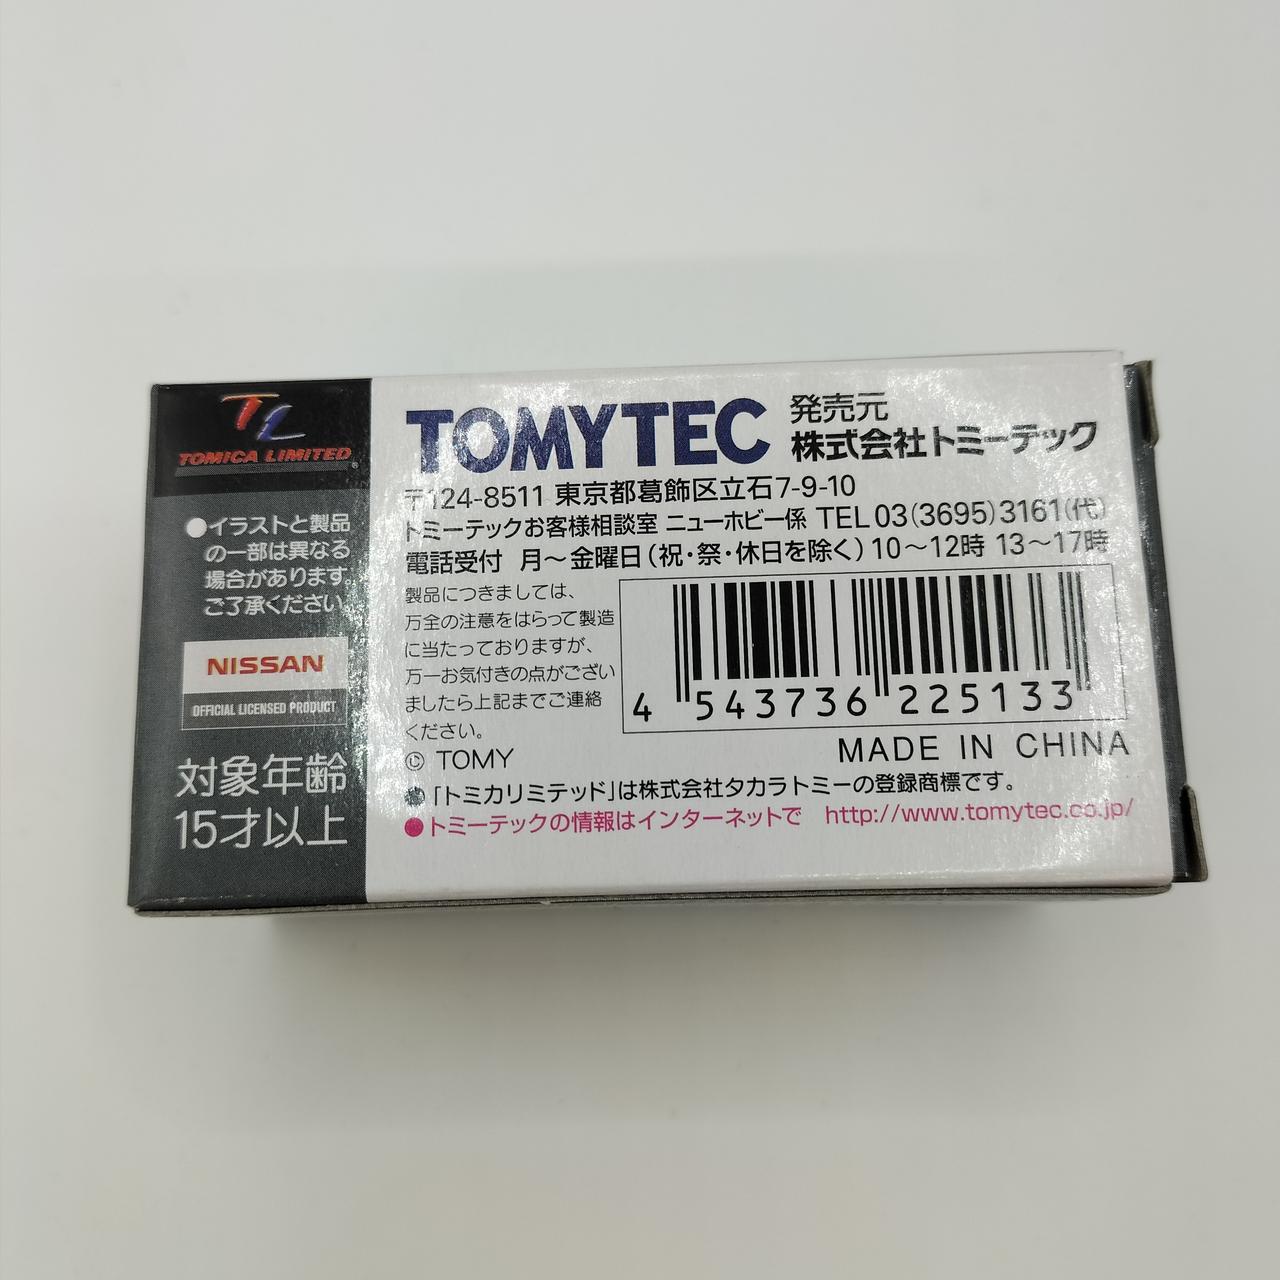 TL
TOMICA LIMITED®
●イラストと製品
の一部は異なる
場合があります。
ご了承ください。
NISSAN
OFFICIAL LICENSED PRODUCT
対象年齢
15才以上
TOMYTEC 発売元
株式会社トミーテック
〒124-8511 東京都葛飾区立石7-9-10
トミーテックお客様相談室 ニューホビー係 TEL 03(3695)3161(代)
電話受付 月〜金曜日(祝・祭・休日を除く) 10〜12時 13〜17時
製品につきましては、
万全の注意をはらって製造
に当たっておりますが、
万一お気付きの点がござい
ましたら上記までご連絡
ください。
4 543736 225133
© TOMY
MADE IN CHINA
●「トミカリミテッド」は株式会社タカラトミーの登録商標です。
●トミーテックの情報はインターネットで http://www.tomytec.co.jp/